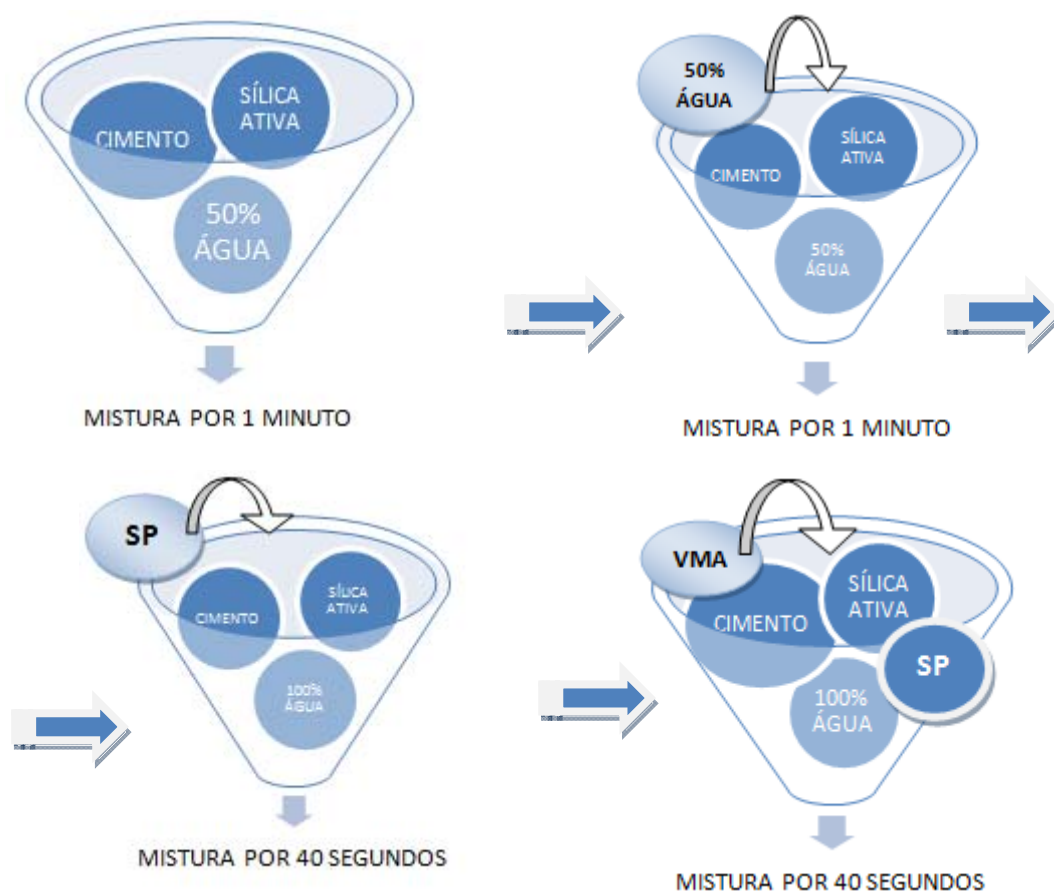 CIMENTO
SÍLICA
ATIVA
50%
ÁGUA
MISTURA POR 1 MINUTO
50%
ÁGUA
CIMENTO
SÍLICA
ATIVA
50%
ÁGUA
MISTURA POR 1 MINUTO
SP
CIMENTO
SÍLICA
ATIVA
100%
ÁGUA
MISTURA POR 40 SEGUNDOS
VMA
CIMENTO
SÍLICA
ATIVA
SP
100%
ÁGUA
MISTURA POR 40 SEGUNDOS